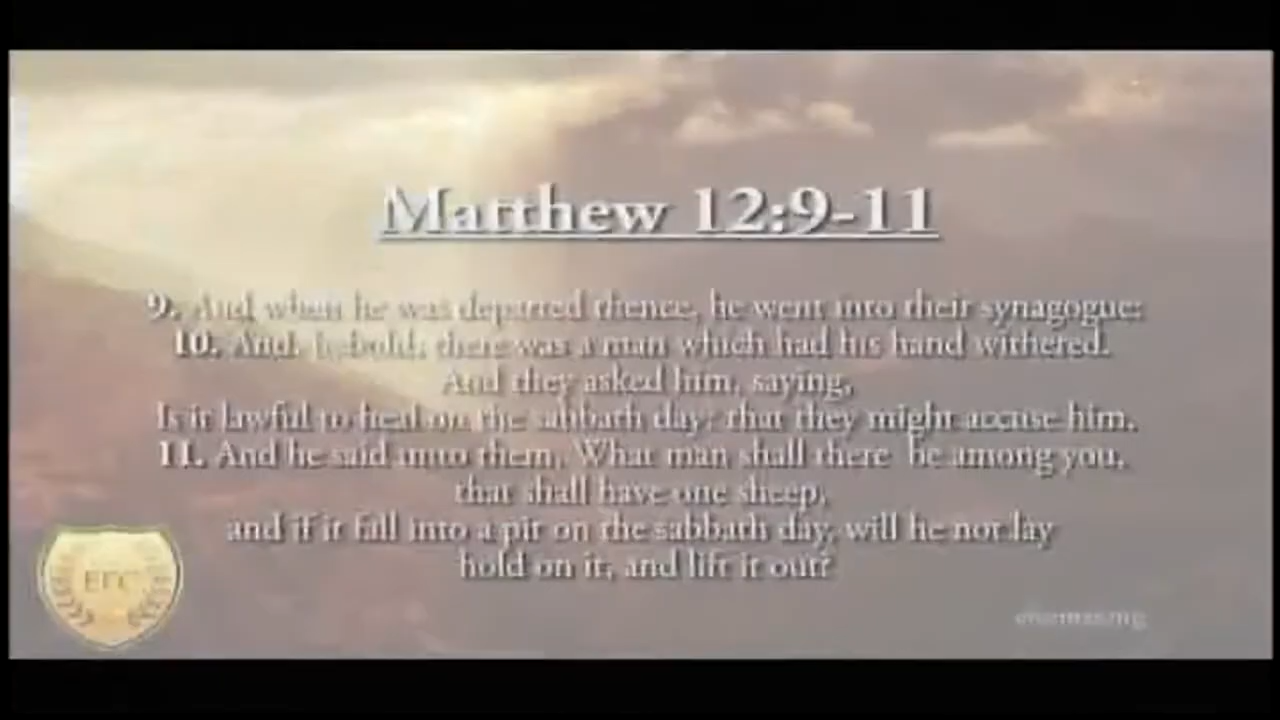 Matthew 12:9-11
9. And when he was departed thence, he went into their synagogue:
10. And, behold, there was a man which had his hand withered.
And they asked him, saying,
Is it lawful to heal on the sabbath day? that they might accuse him.
11. And he said unto them, What man shall there be among you,
that shall have one sheep,
and if it fall into a pit on the sabbath day, will he not lay
hold on it, and lift it out?